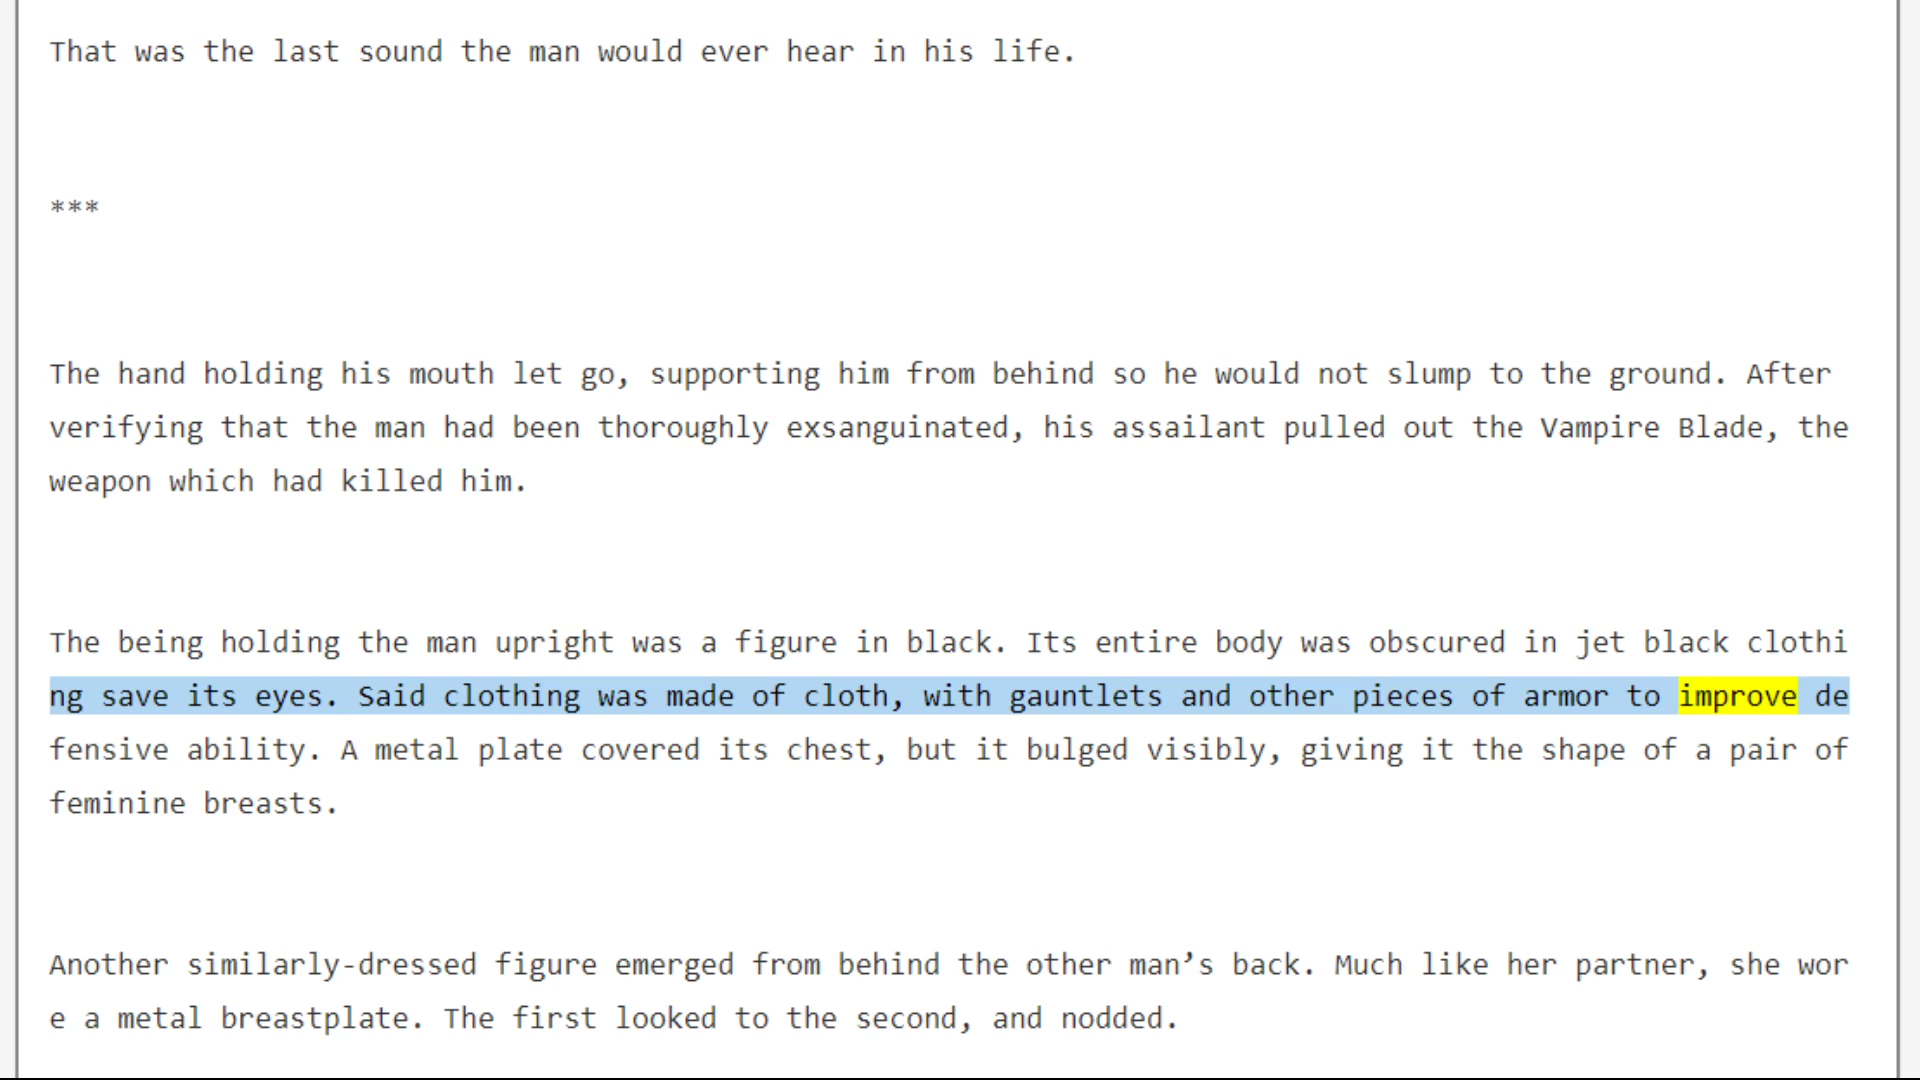 That was the last sound the man would ever hear in his life.
***
The hand holding his mouth let go, supporting him from behind so he would not slump to the ground. After
verifying that the man had been thoroughly exsanguinated, his assailant pulled out the Vampire Blade, the
weapon which had killed him.
The being holding the man upright was a figure in black. Its entire body was obscured in jet black clothi
ng save its eyes. Said clothing was made of cloth, with gauntlets and other pieces of armor to improve de
fensive ability. A metal plate covered its chest, but it bulged visibly, giving it the shape of a pair of
feminine breasts.
Another similarly-dressed figure emerged from behind the other man’s back. Much like her partner, she wor
e a metal breastplate. The first looked to the second, and nodded.